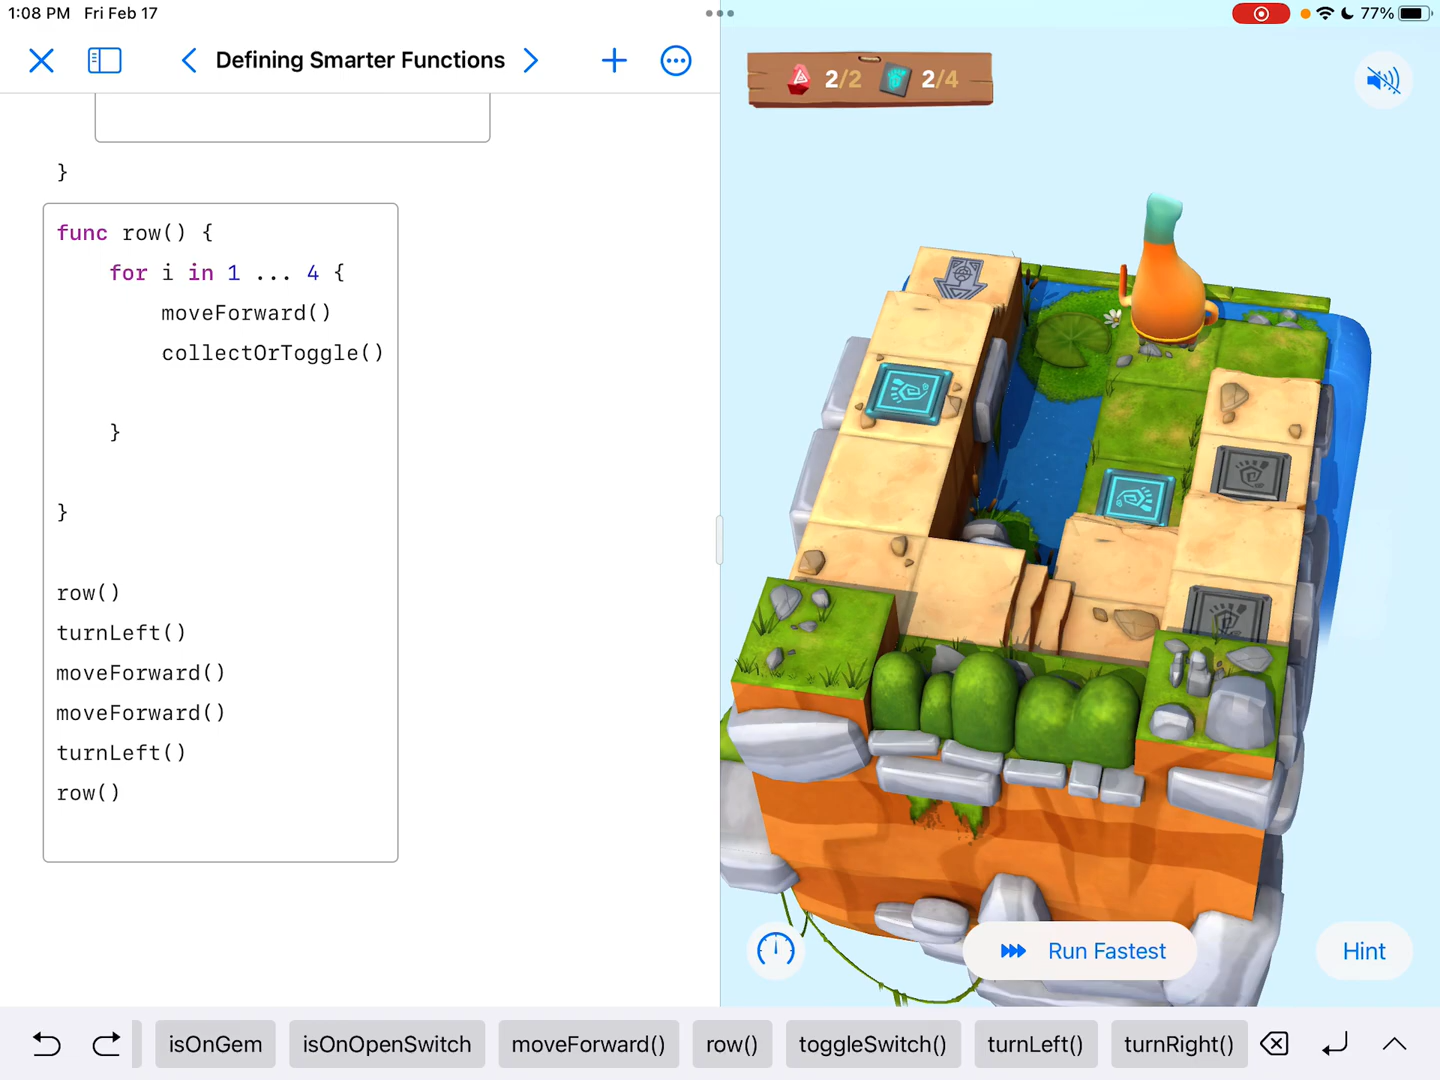 1:08 PM Fri Feb 17
77%
Defining Smarter Functions
2/2 2/4
}
func row() {
for i in 1 ... 4 {
moveForward()
collectOrToggle()
}
}
row()
turnLeft()
moveForward()
moveForward()
turnLeft()
row()
Run Fastest
Hint
isOnGem isOnOpenSwitch moveForward() row() toggleSwitch() turnLeft() turnRight()